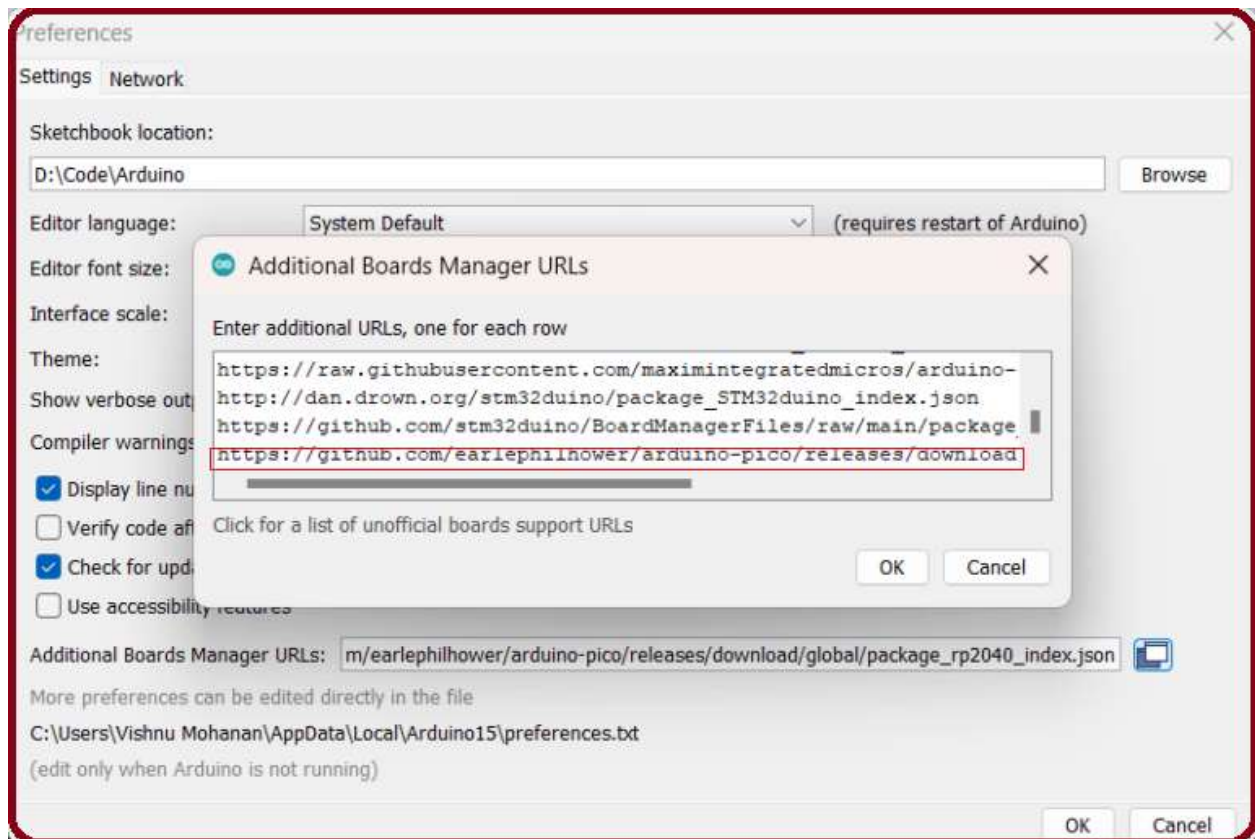 Preferences
Settings Network
Sketchbook location:
D:\Code\Arduino Browse
Editor language: System Default (requires restart of Arduino)
Editor font size:
Interface scale:
Theme:
Show verbose out
Compiler warnings
Display line nu
Verify code af
Check for upd
Use accessibility features
Additional Boards Manager URLs
Enter additional URLs, one for each row
https://raw.githubusercontent.com/maximintegratedmicros/arduino-
http://dan.drown.org/stm32duino/package_STM32duino_index.json
https://github.com/stm32duino/BoardManagerFiles/raw/main/package_
https://github.com/earlephilhower/arduino-pico/releases/download
Click for a list of unofficial boards support URLs
OK Cancel
Additional Boards Manager URLs: m/earlephilhower/arduino-pico/releases/download/global/package_rp2040_index.json
More preferences can be edited directly in the file
C:\Users\Vishnu Mohanan\AppData\Local\Arduino15\preferences.txt
(edit only when Arduino is not running)
OK Cancel